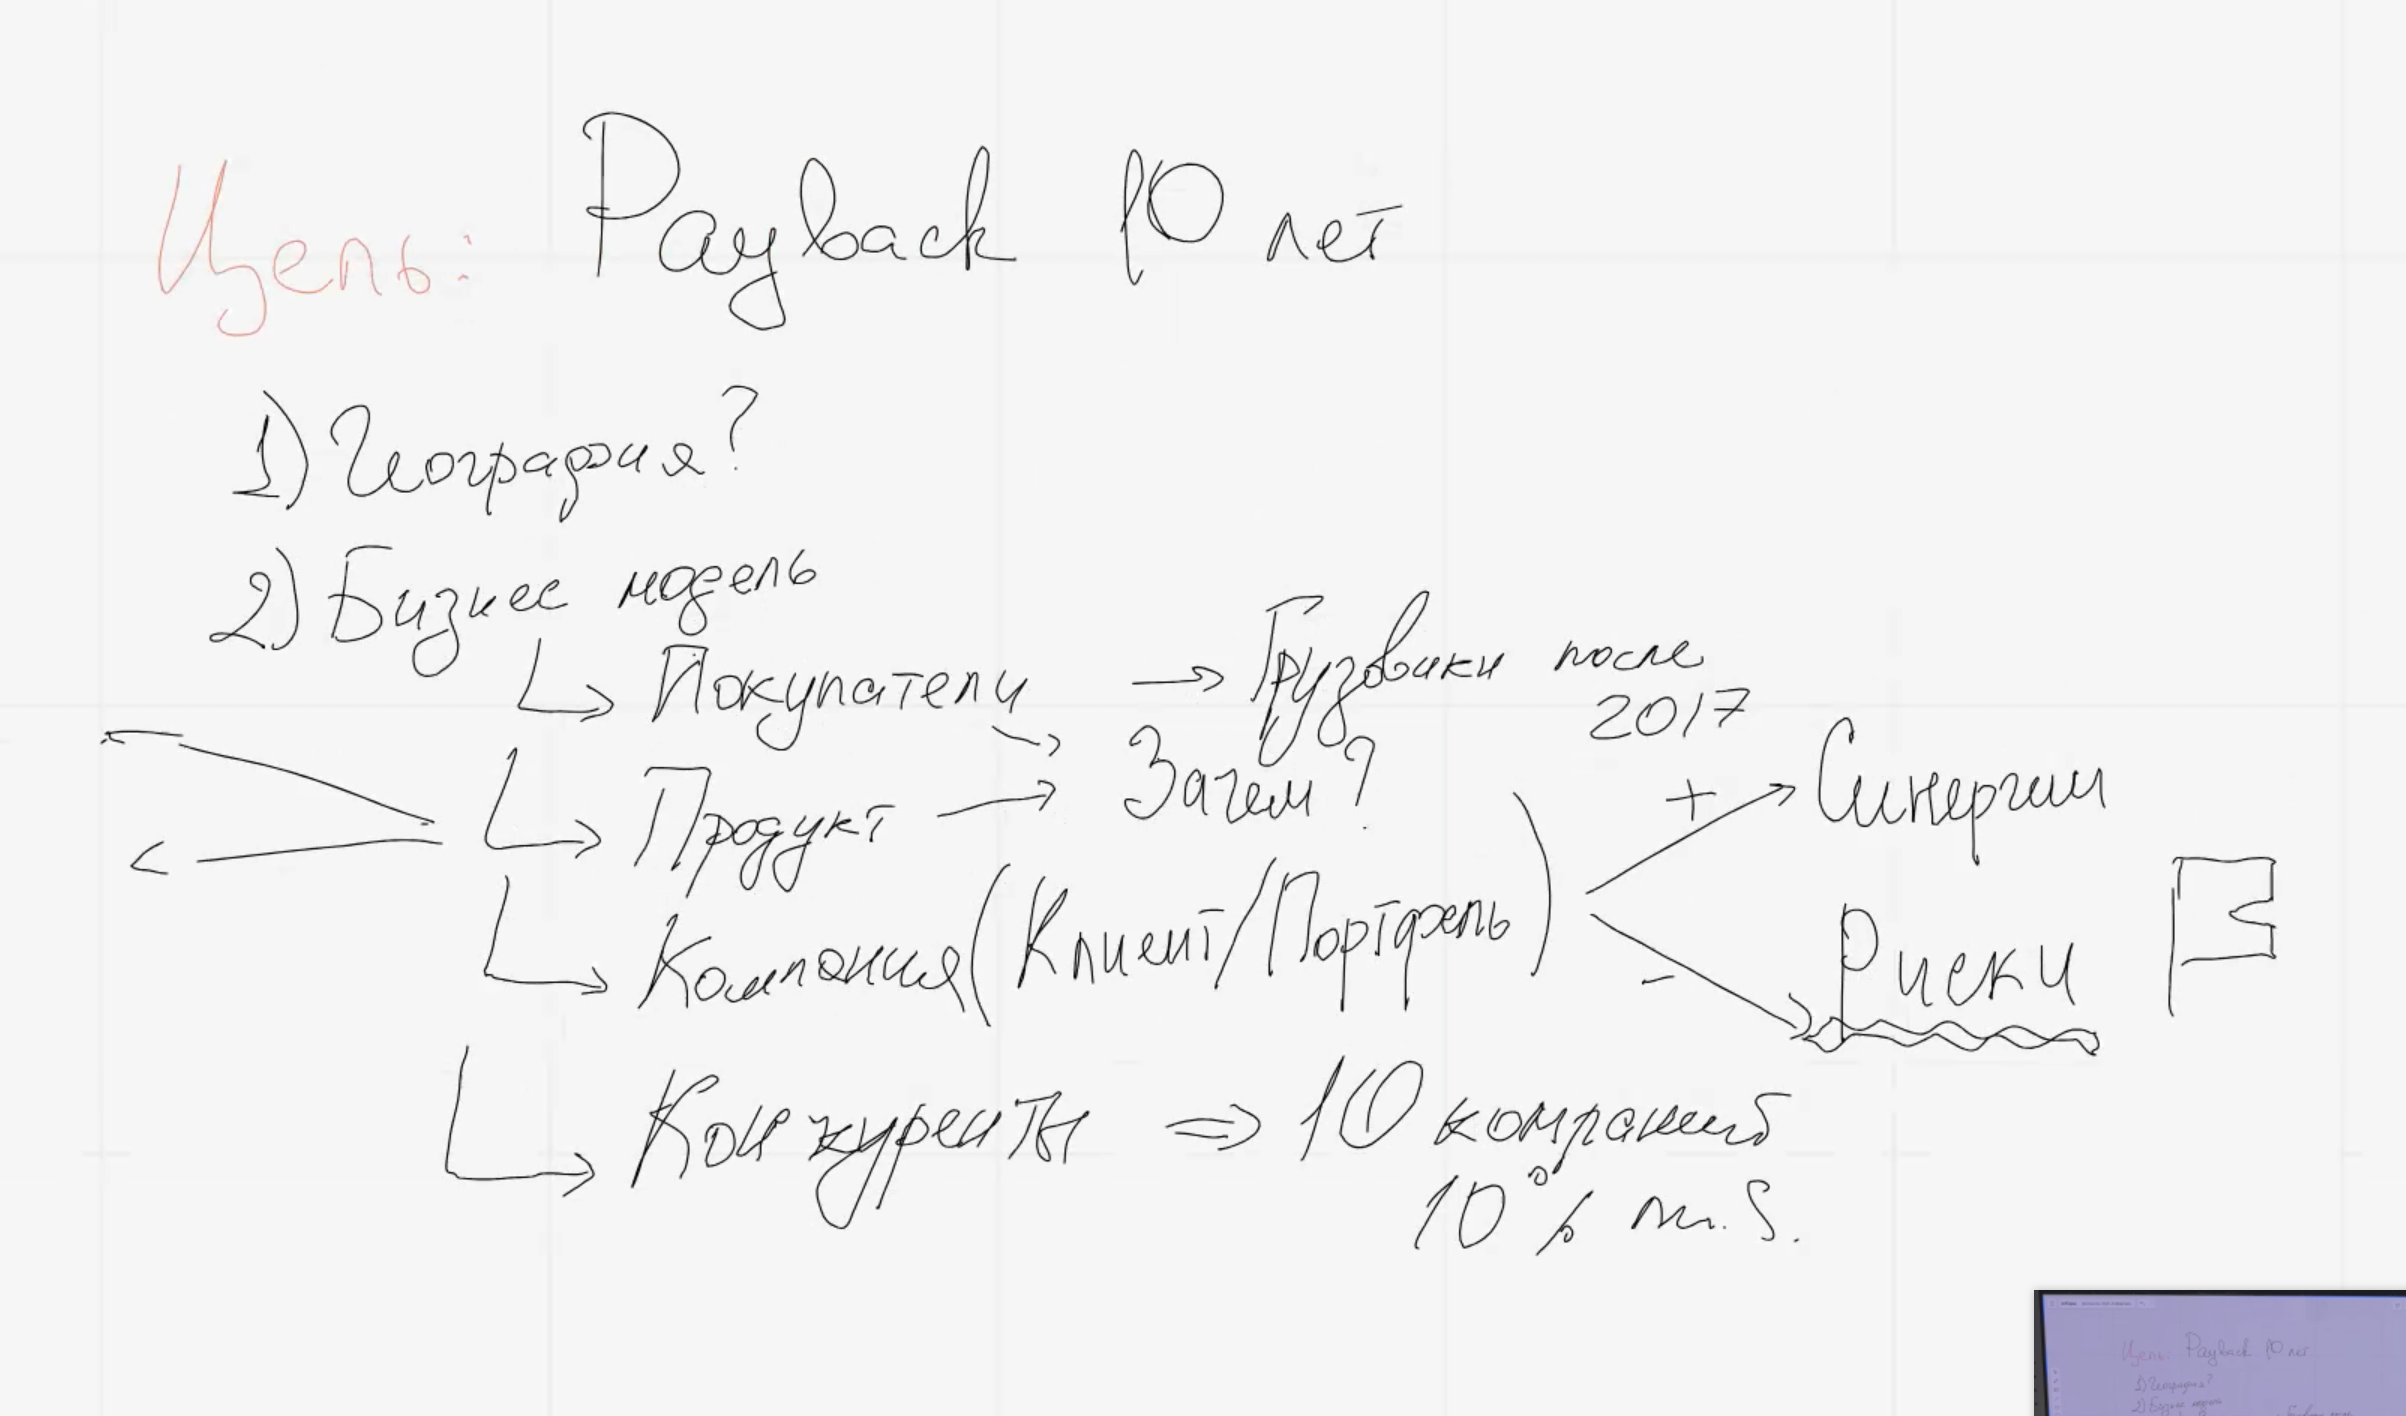 Цель: Payback 10 лет
1) География?
2) Бизнес модель
Покупатели → Грузовики после
2017
Продукт → Зачем?
Компания (Клиент/Портфель)
+ Синергии
- Риски
Конкуренты ⇒ 10 компаний
10% m.S.
Цель: Payback 10 лет
1) География?
2) Бизнес модель